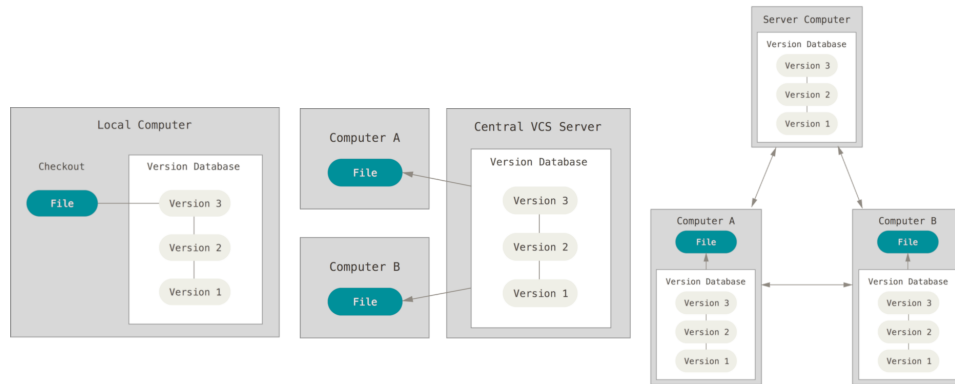 Local Computer
Checkout
File
Version Database
Version 3
Version 2
Version 1
Computer A
File
Computer B
File
Central VCS Server
Version Database
Version 3
Version 2
Version 1
Server Computer
Version Database
Version 3
Version 2
Version 1
Computer A
File
Version Database
Version 3
Version 2
Version 1
Computer B
File
Version Database
Version 3
Version 2
Version 1